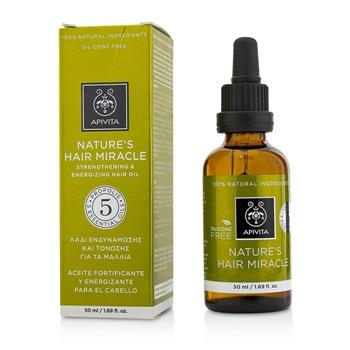 100% NATURAL INGREDIENTS
SILICONE FREE
APIVITA
NATURE'S
HAIR MIRACLE
STRENGTHENING &
ENERGIZING HAIR OIL
PROPOLIS
5
ESSENTIAL OILS
ΛΑΔΙ ΕΝΔΥΝΑΜΩΣΗΣ
ΚΑΙ ΤΟΝΩΣΗΣ
ΓΙΑ ΤΑ ΜΑΛΛΙΑ
ACEITE FORTIFICANTE
Y ENERGIZANTE
PARA EL CABELLO
50 ml / 1.69 fl. oz.
100% NATURAL INGREDIENTS
SILICONE
FREE
APIVITA
NATURE'S
HAIR MIRACLE
50 ml / 1.69 fl. oz.